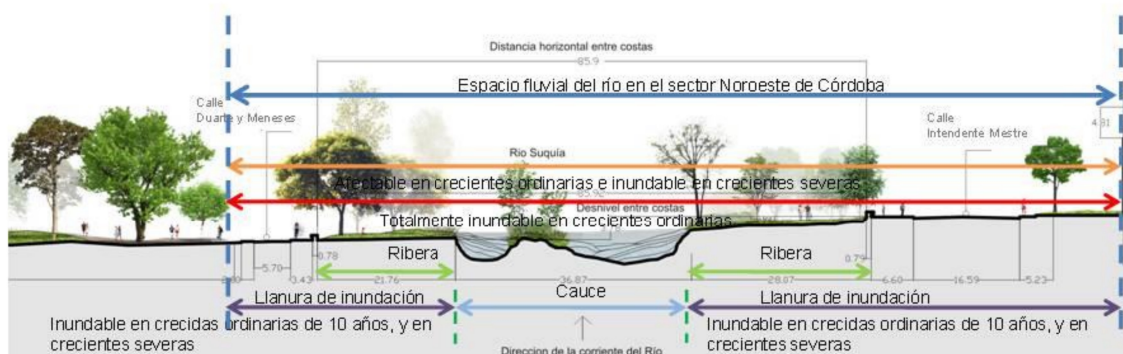 Distancia horizontal entre costas
85.9
Espacio fluvial del río en el sector Noroeste de Córdoba
Calle
Duarte y Meneses
Calle
Intendente Mestre
4.81
Río Suquía
Afectable en crecientes ordinarias e inundable en crecientes severas
Desnivel entre costas
Totalmente inundable en crecientes ordinarias
Ribera
Ribera
0.78
0.79
5.70
3.43
21.76
36.87
28.07
6.60
16.59
5.23
Llanura de inundación
Cauce
Llanura de inundación
Inundable en crecidas ordinarias de 10 años, y en
crecientes severas
Inundable en crecidas ordinarias de 10 años, y en
crecientes severas
Direccion de la corriente del Río